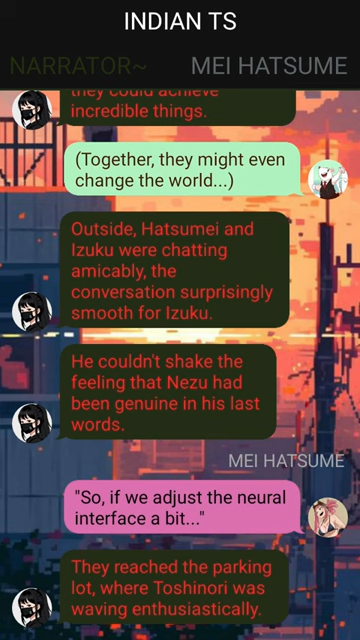 INDIAN TS
NARRATOR~ MEI HATSUME
they could achieve
incredible things.
(Together, they might even
change the world...)
Outside, Hatsumei and
Izuku were chatting
amicably, the
conversation surprisingly
smooth for Izuku.
He couldn't shake the
feeling that Nezu had
been genuine in his last
words.
MEI HATSUME
"So, if we adjust the neural
interface a bit..."
They reached the parking
lot, where Toshinori was
waving enthusiastically.